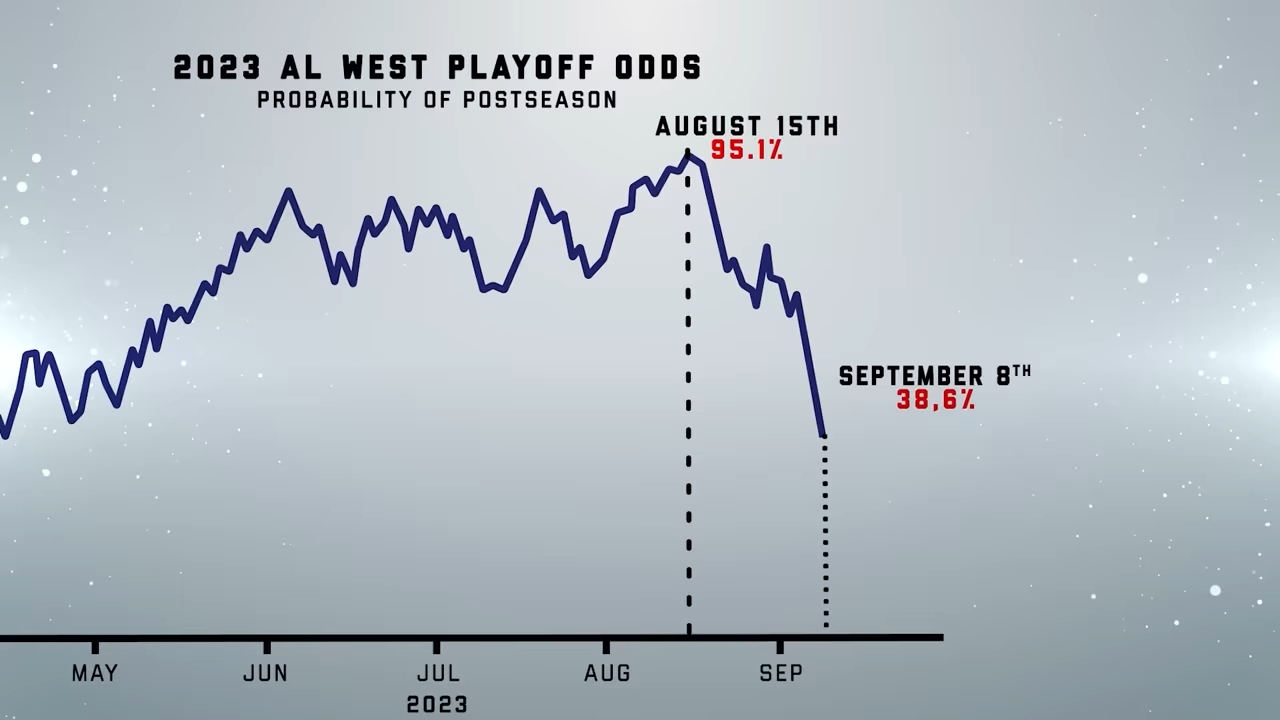 2023 AL WEST PLAYOFF ODDS
PROBABILITY OF POSTSEASON
AUGUST 15TH
95.1%
SEPTEMBER 8TH
38,6%
MAY JUN JUL AUG SEP
2023